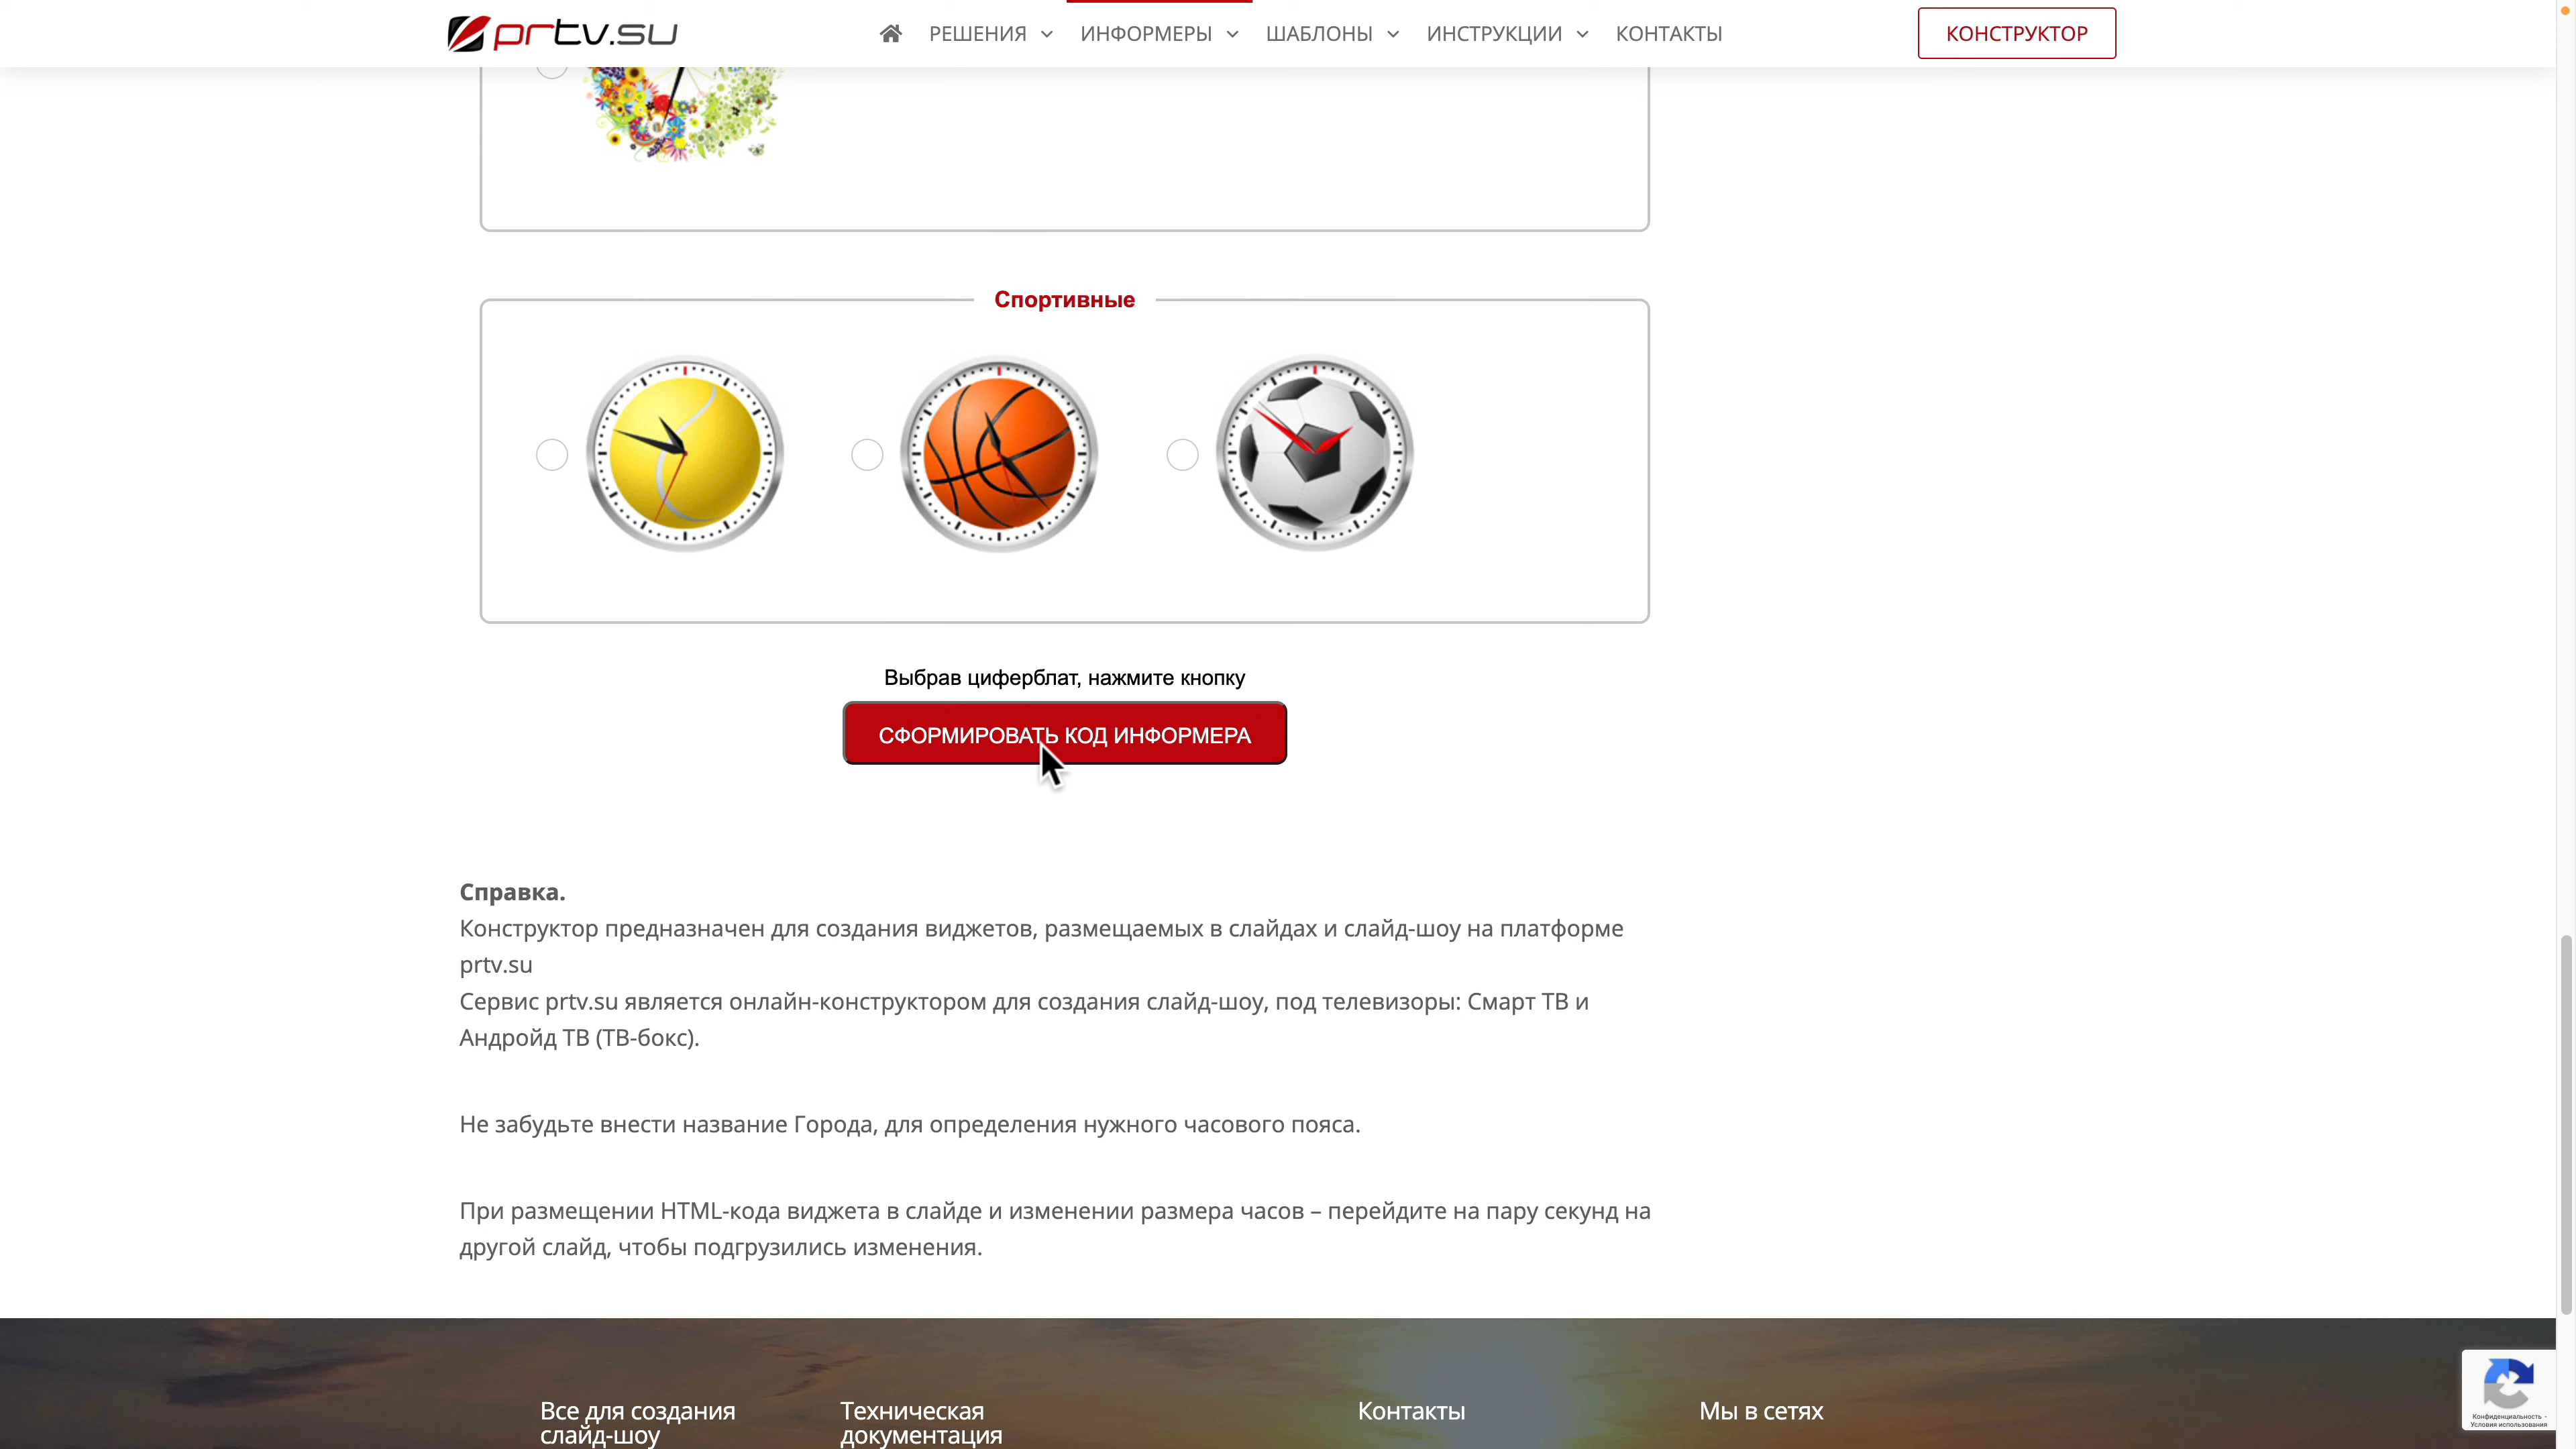 prtv.su
РЕШЕНИЯ
ИНФОРМЕРЫ
ШАБЛОНЫ
ИНСТРУКЦИИ
КОНТАКТЫ
КОНСТРУКТОР
Спортивные
Выбрав циферблат, нажмите кнопку
СФОРМИРОВАТЬ КОД ИНФОРМЕРА
Справка.
Конструктор предназначен для создания виджетов, размещаемых в слайдах и слайд-шоу на платформе
prtv.su
Сервис prtv.su является онлайн-конструктором для создания слайд-шоу, под телевизоры: Смарт ТВ и
Андройд ТВ (ТВ-бокс).
Не забудьте внести название Города, для определения нужного часового пояса.
При размещении HTML-кода виджета в слайде и изменении размера часов – перейдите на пару секунд на
другой слайд, чтобы подгрузились изменения.
Все для создания
слайд-шоу
Техническая
документация
Контакты
Мы в сетях
Конфиденциальность -
Условия использования